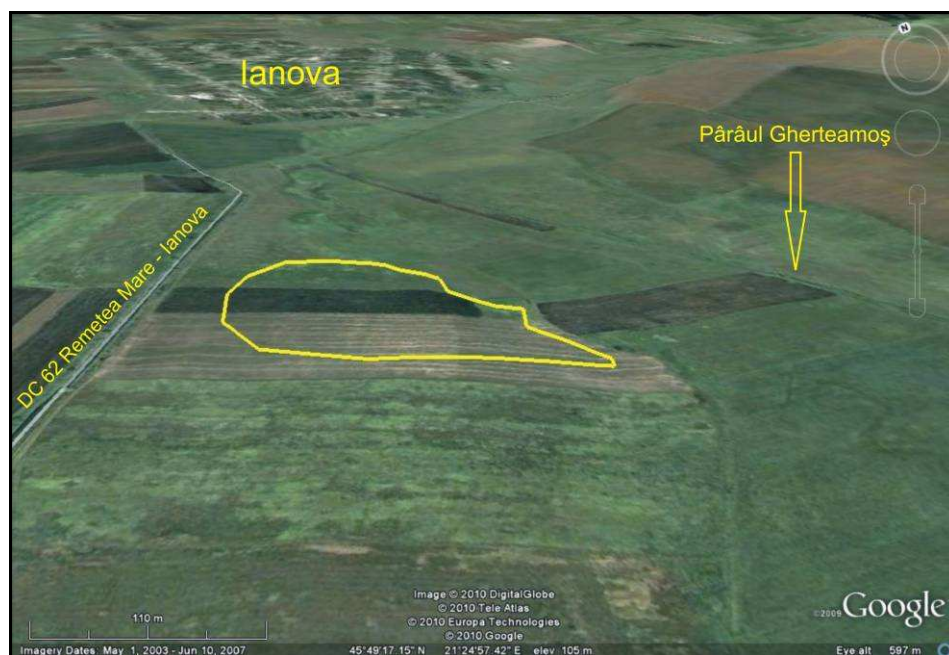 Ianova
N
Pârâul Gherteamoş
DC 62 Remetea Mare - Ianova
Image © 2010 DigitalGlobe
© 2010 Tele Atlas
© 2010 Europa Technologies
© 2010 Google
©2009 Google
110 m
Imagery Dates: May 1, 2003 - Jun 10, 2007
45°49'17.15" N 21°24'57.42" E elev 105 m
Eye alt 597 m